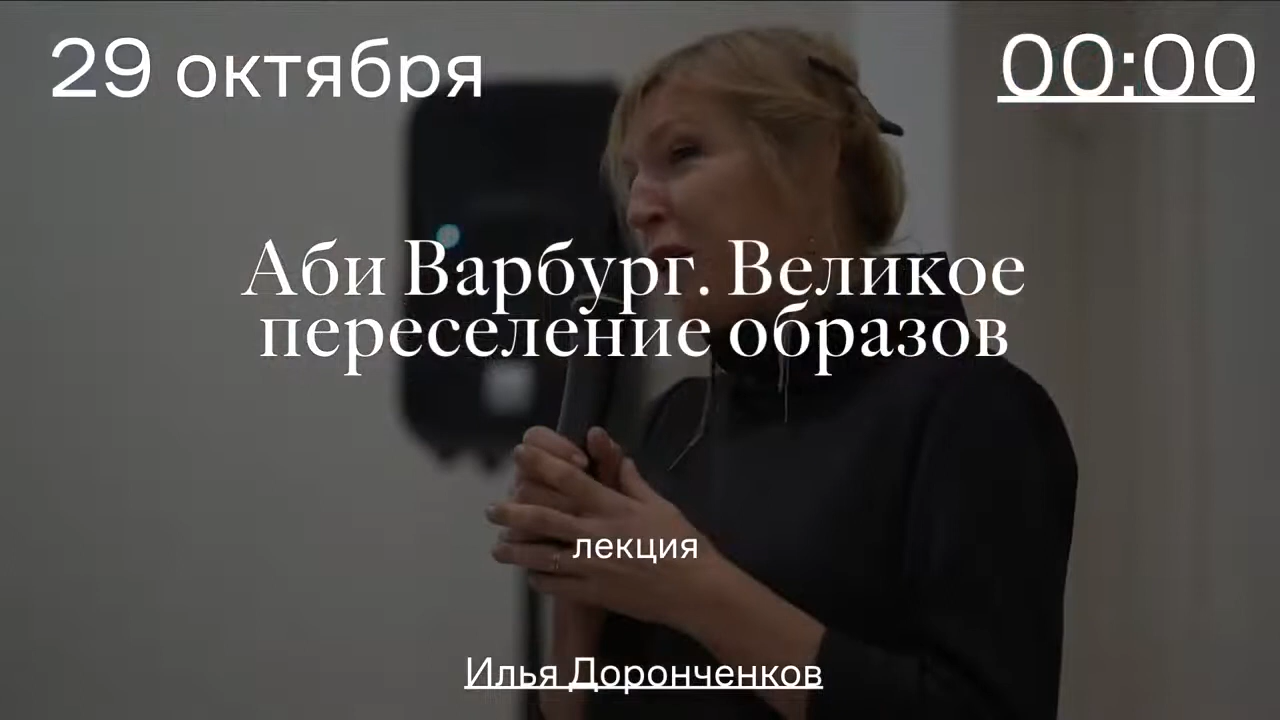 29 октября
00:00
Аби Варбург. Великое
переселение образов
лекция
Илья Доронченков